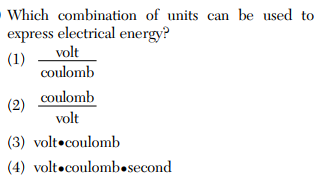 Which combination of units can be used to
express electrical energy?
(1) volt
coulomb
(2) coulomb
volt
(3) volt•coulomb
(4) volt•coulomb•second